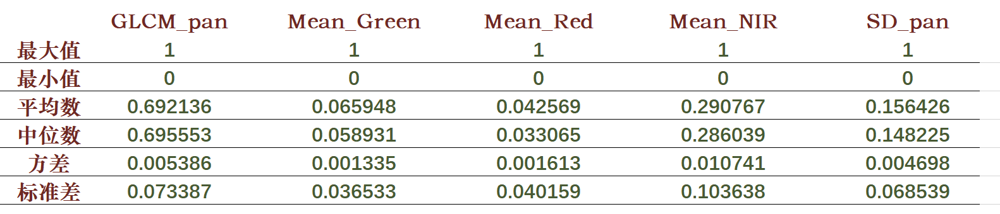 GLCM_pan Mean_Green Mean_Red Mean_NIR SD_pan
最大值 1 1 1 1 1
最小值 0 0 0 0 0
平均数 0.692136 0.065948 0.042569 0.290767 0.156426
中位数 0.695553 0.058931 0.033065 0.286039 0.148225
方差 0.005386 0.001335 0.001613 0.010741 0.004698
标准差 0.073387 0.036533 0.040159 0.103638 0.068539